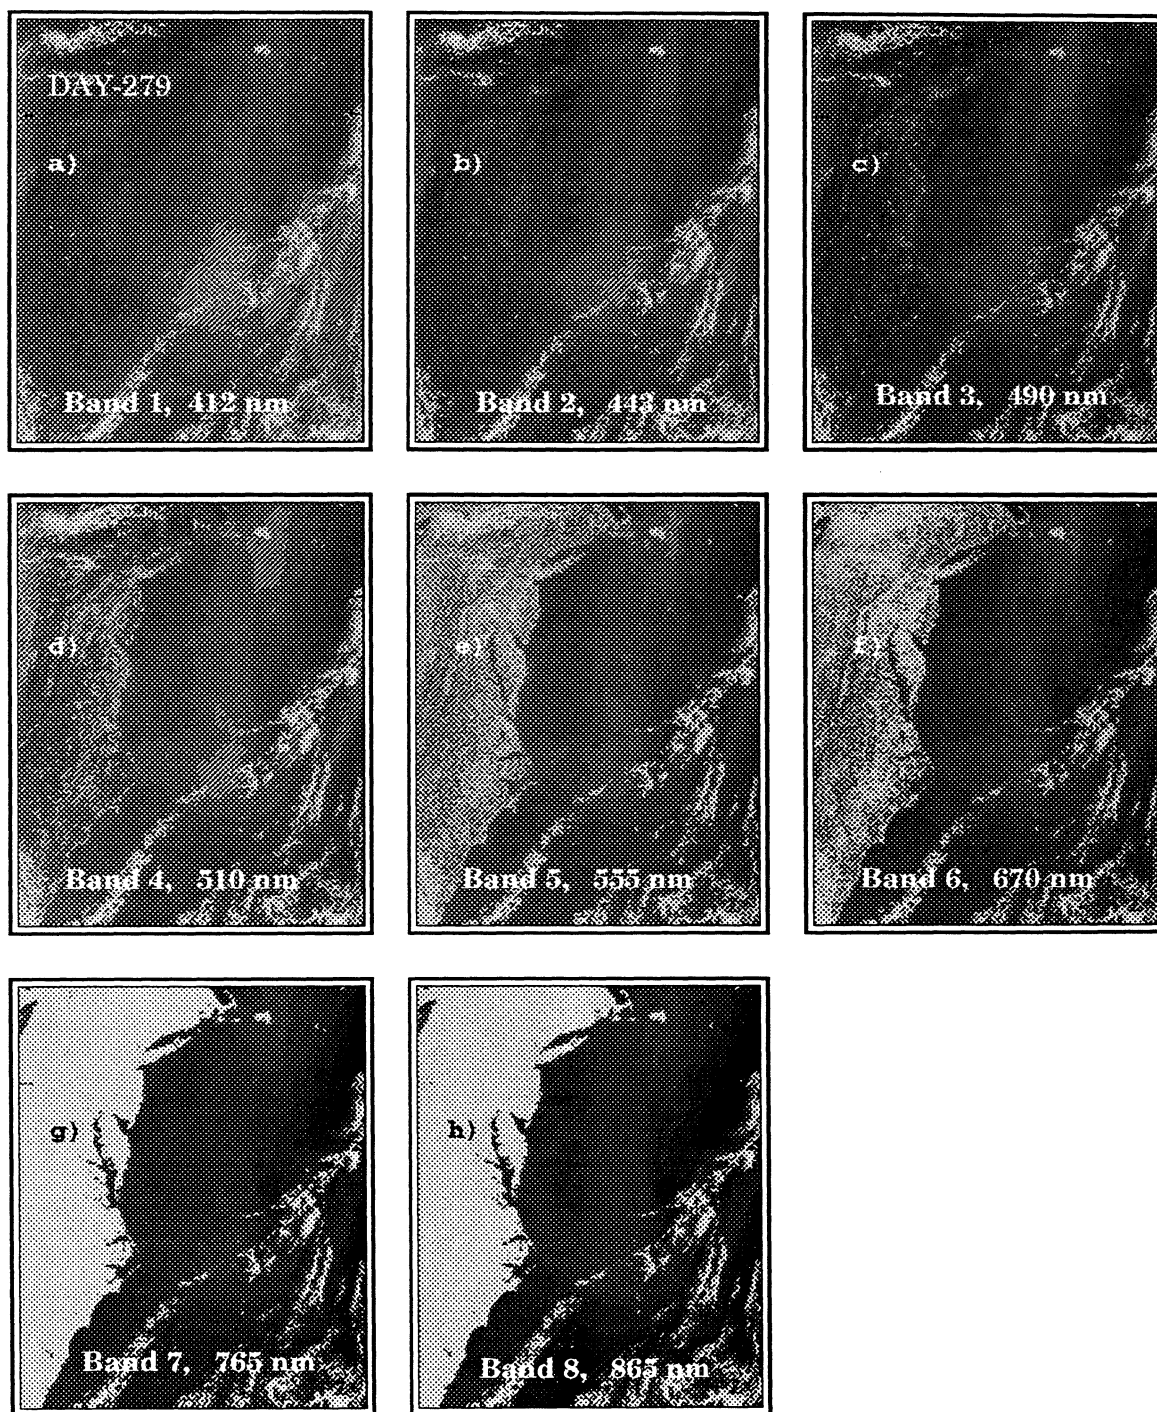 DAY-279
a)
b)
c)
Band 1, 412 nm
Band 2, 443 nm
Band 3, 490 nm
d)
e)
f)
Band 4, 510 nm
Band 5, 555 nm
Band 6, 670 nm
g)
h)
Band 7, 765 nm
Band 8, 865 nm